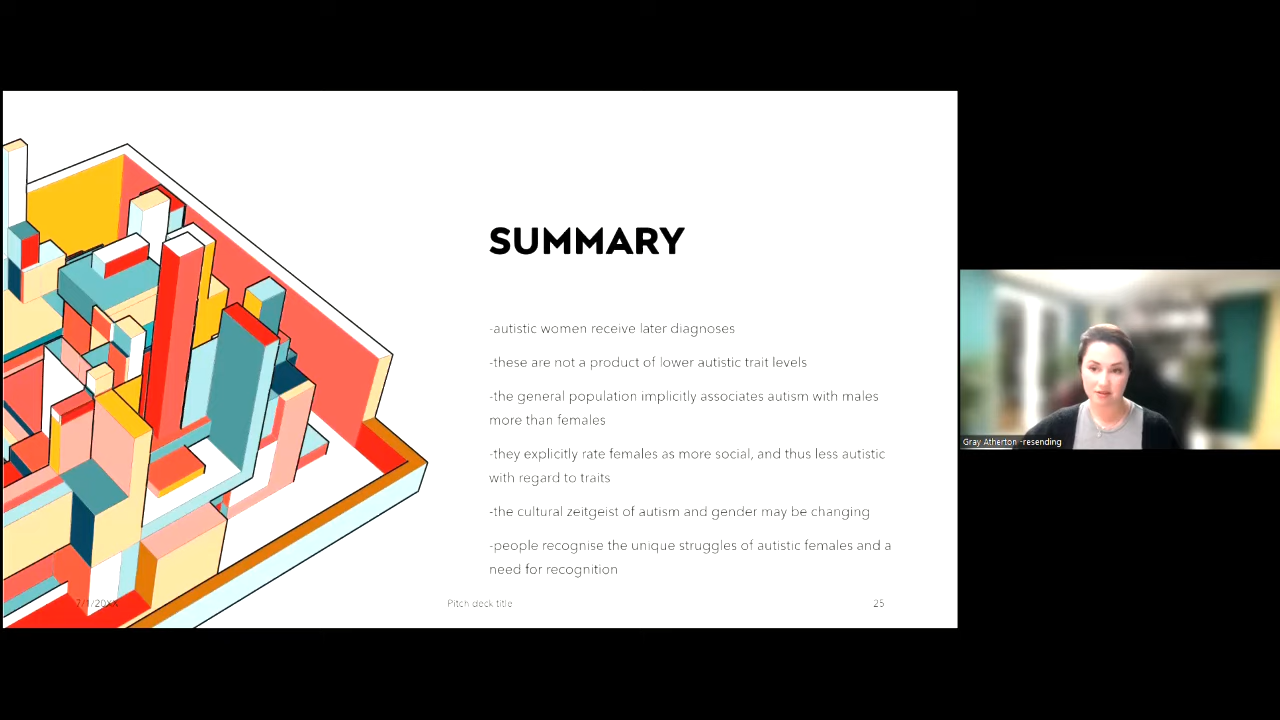 SUMMARY
-autistic women receive later diagnoses
-these are not a product of lower autistic trait levels
-the general population implicitly associates autism with males
more than females
-they explicitly rate females as more social, and thus less autistic
with regard to traits
-the cultural zeitgeist of autism and gender may be changing
-people recognise the unique struggles of autistic females and a
need for recognition
7/1/20XX
Pitch deck title
25
Gray Atherton -resending